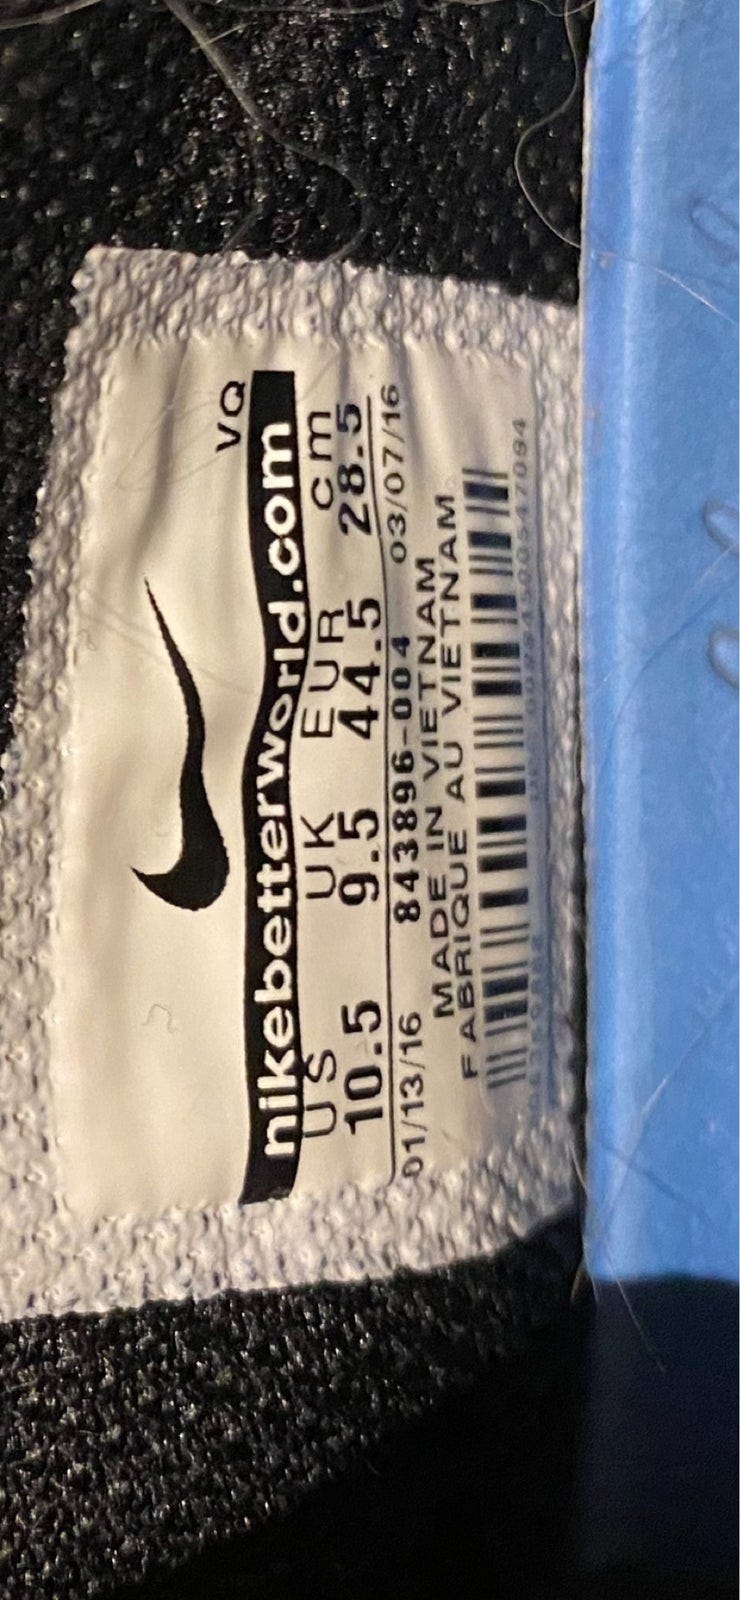 VQ
nikebetterworld.com
US UK EUR cm
10.5 9.5 44.5 28.5
01/13/16 843896-004 03/07/16
MADE IN VIETNAM
FABRIQUE AU VIETNAM